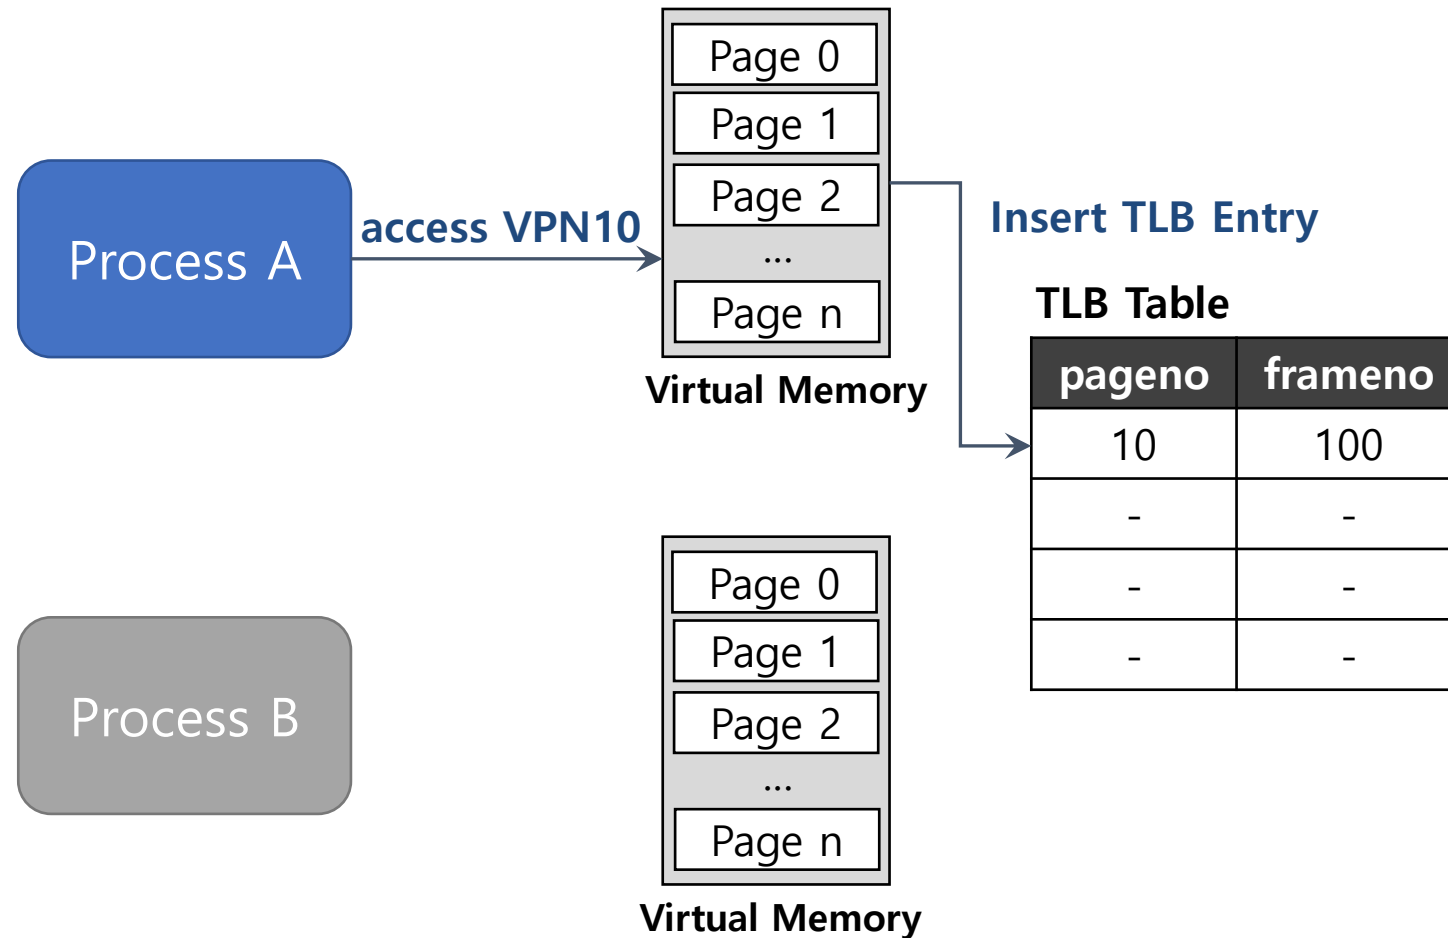 Page 0
Page 1
Page 2
...
Page n
Virtual Memory
Process A
access VPN10
Insert TLB Entry
TLB Table
pageno frameno
10 100
- -
- -
- -
Process B
Page 0
Page 1
Page 2
...
Page n
Virtual Memory